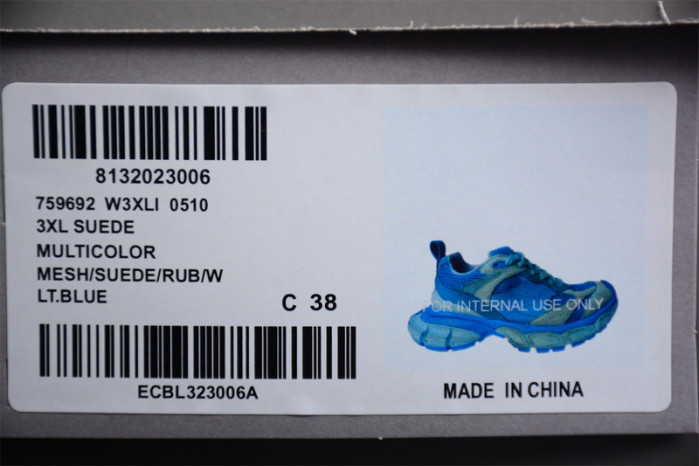 8132023006
759692 W3XLI 0510
3XL SUEDE
MULTICOLOR
MESH/SUEDE/RUB/W
LT.BLUE
C 38
ECBL323006A
FOR INTERNAL USE ONLY
MADE IN CHINA